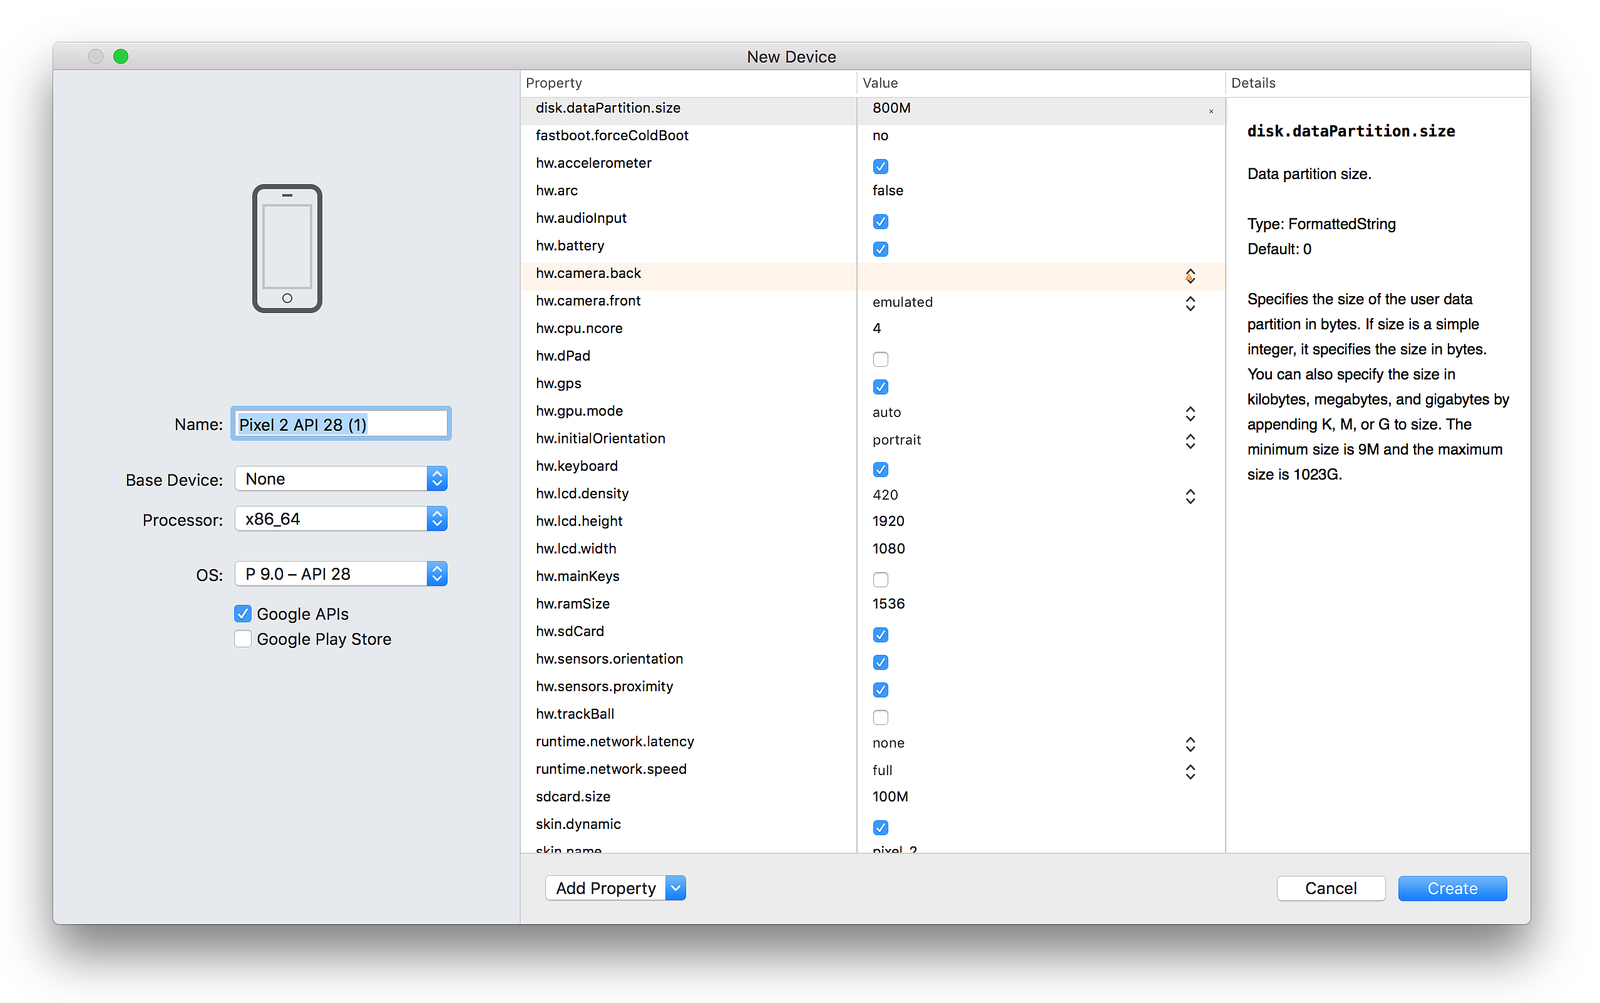 New Device
Name: Pixel 2 API 28 (1)
Base Device: None
Processor: x86_64
OS: P 9.0 – API 28
Google APIs
Google Play Store
Property Value Details
disk.dataPartition.size 800M
fastboot.forceColdBoot no
hw.accelerometer
hw.arc false
hw.audioInput
hw.battery
hw.camera.back
hw.camera.front emulated
hw.cpu.ncore 4
hw.dPad
hw.gps
hw.gpu.mode auto
hw.initialOrientation portrait
hw.keyboard
hw.lcd.density 420
hw.lcd.height 1920
hw.lcd.width 1080
hw.mainKeys
hw.ramSize 1536
hw.sdCard
hw.sensors.orientation
hw.sensors.proximity
hw.trackBall
runtime.network.latency none
runtime.network.speed full
sdcard.size 100M
skin.dynamic
skin.name pixel_2
disk.dataPartition.size
Data partition size.
Type: FormattedString
Default: 0
Specifies the size of the user data
partition in bytes. If size is a simple
integer, it specifies the size in bytes.
You can also specify the size in
kilobytes, megabytes, and gigabytes by
appending K, M, or G to size. The
minimum size is 9M and the maximum
size is 1023G.
Add Property
Cancel
Create